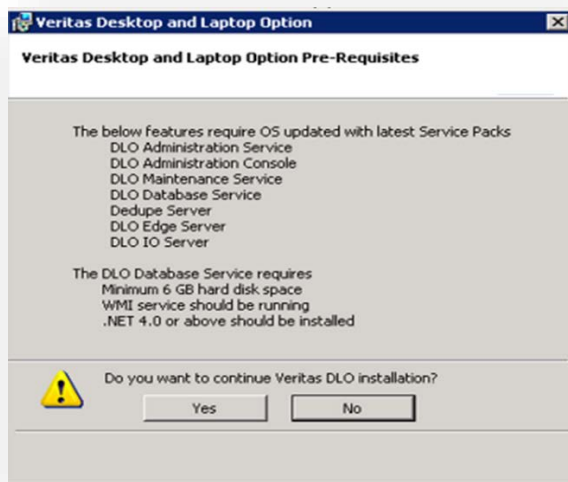 Veritas Desktop and Laptop Option
Veritas Desktop and Laptop Option Pre-Requisites
The below features require OS updated with latest Service Packs
DLO Administration Service
DLO Administration Console
DLO Maintenance Service
DLO Database Service
Dedupe Server
DLO Edge Server
DLO IO Server
The DLO Database Service requires
Minimum 6 GB hard disk space
WMI service should be running
.NET 4.0 or above should be installed
Do you want to continue Veritas DLO installation?
Yes No